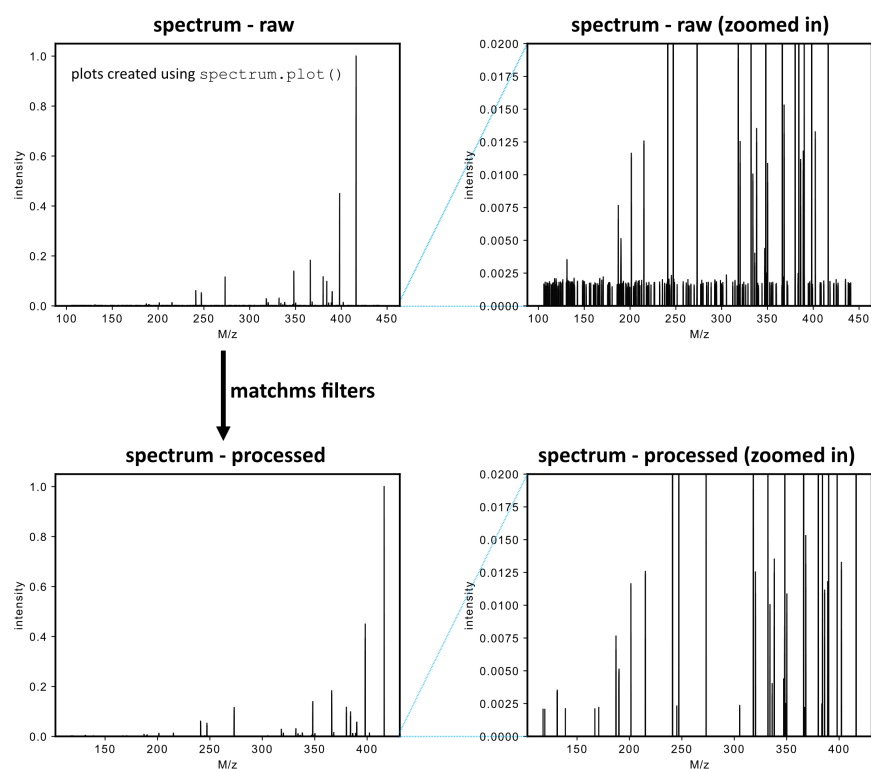 spectrum - raw
spectrum - raw (zoomed in)
plots created using spectrum.plot()
1.0
0.8
0.6
0.4
0.2
0.0
intensity
100 150 200 250 300 350 400 450
M/z
0.0200
0.0175
0.0150
0.0125
0.0100
0.0075
0.0050
0.0025
0.0000
intensity
100 150 200 250 300 350 400 450
M/z
matchms filters
spectrum - processed
spectrum - processed (zoomed in)
1.0
0.8
0.6
0.4
0.2
0.0
intensity
150 200 250 300 350 400
M/z
0.0200
0.0175
0.0150
0.0125
0.0100
0.0075
0.0050
0.0025
0.0000
intensity
150 200 250 300 350 400
M/z